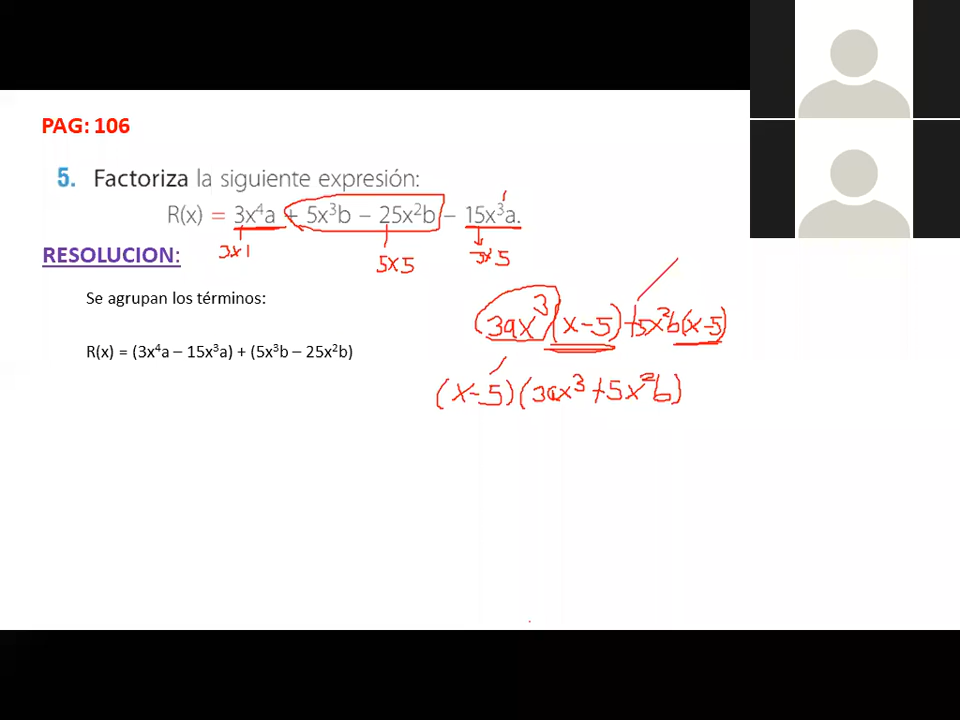 PAG: 106
5. Factoriza la siguiente expresión:
R(x) = 3x⁴a + 5x³b – 25x²b – 15x³a.
3x1
5x5
3x5
RESOLUCION:
Se agrupan los términos:
(3ax³(x-5)+5x²b(x-5)
R(x) = (3x⁴a – 15x³a) + (5x³b – 25x²b)
(x-5)(3ax³+5x²b)